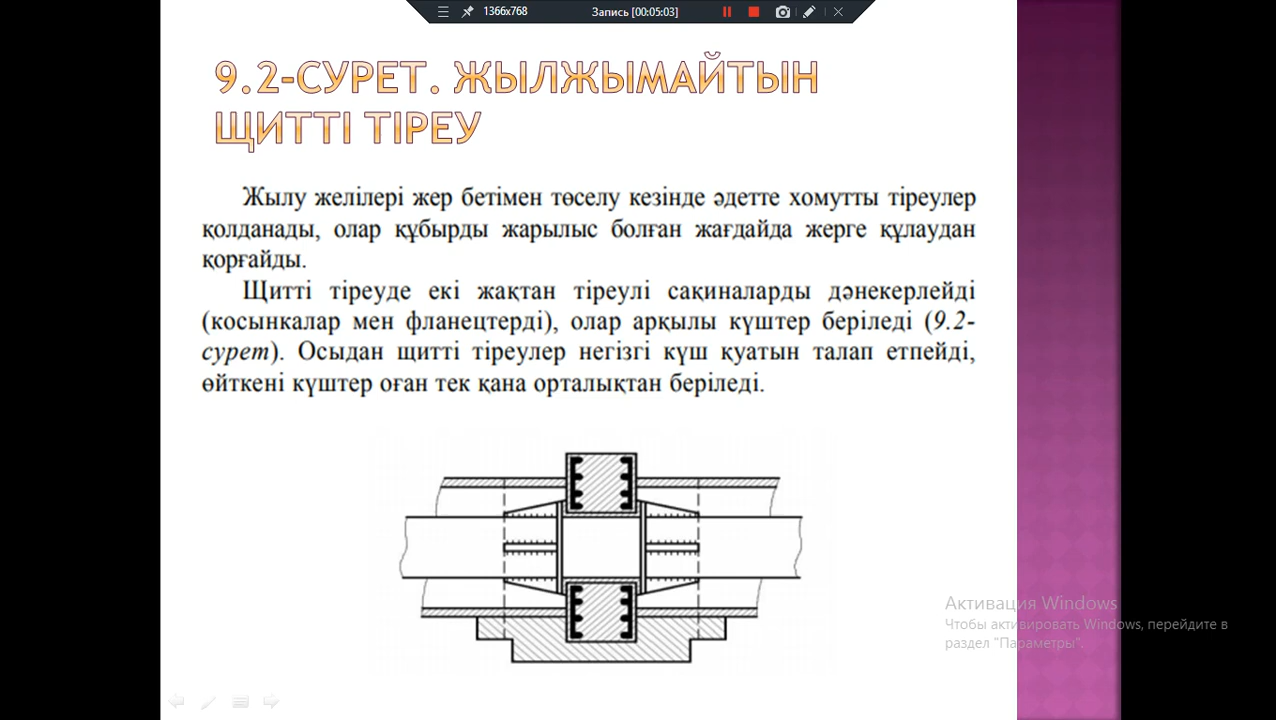 1366x768
Запись [00:05:03]
9.2-СУРЕТ. ЖЫЛЖЫМАЙТЫН
ЩИТТІ ТІРЕУ
Жылу желілері жер бетімен төселу кезінде әдетте хомутты тіреулер
қолданады, олар құбырды жарылыс болған жағдайда жерге құлаудан
қорғайды.
Щитті тіреуде екі жақтан тіреулі сақиналарды дәнекерлейді
(косынкалар мен фланецтерді), олар арқылы күштер беріледі (9.2-
сурет). Осыдан щитті тіреулер негізгі күш қуатын талап етпейді,
өйткені күштер оған тек қана орталықтан беріледі.
Активация Windows
Чтобы активировать Windows, перейдите в
раздел "Параметры".